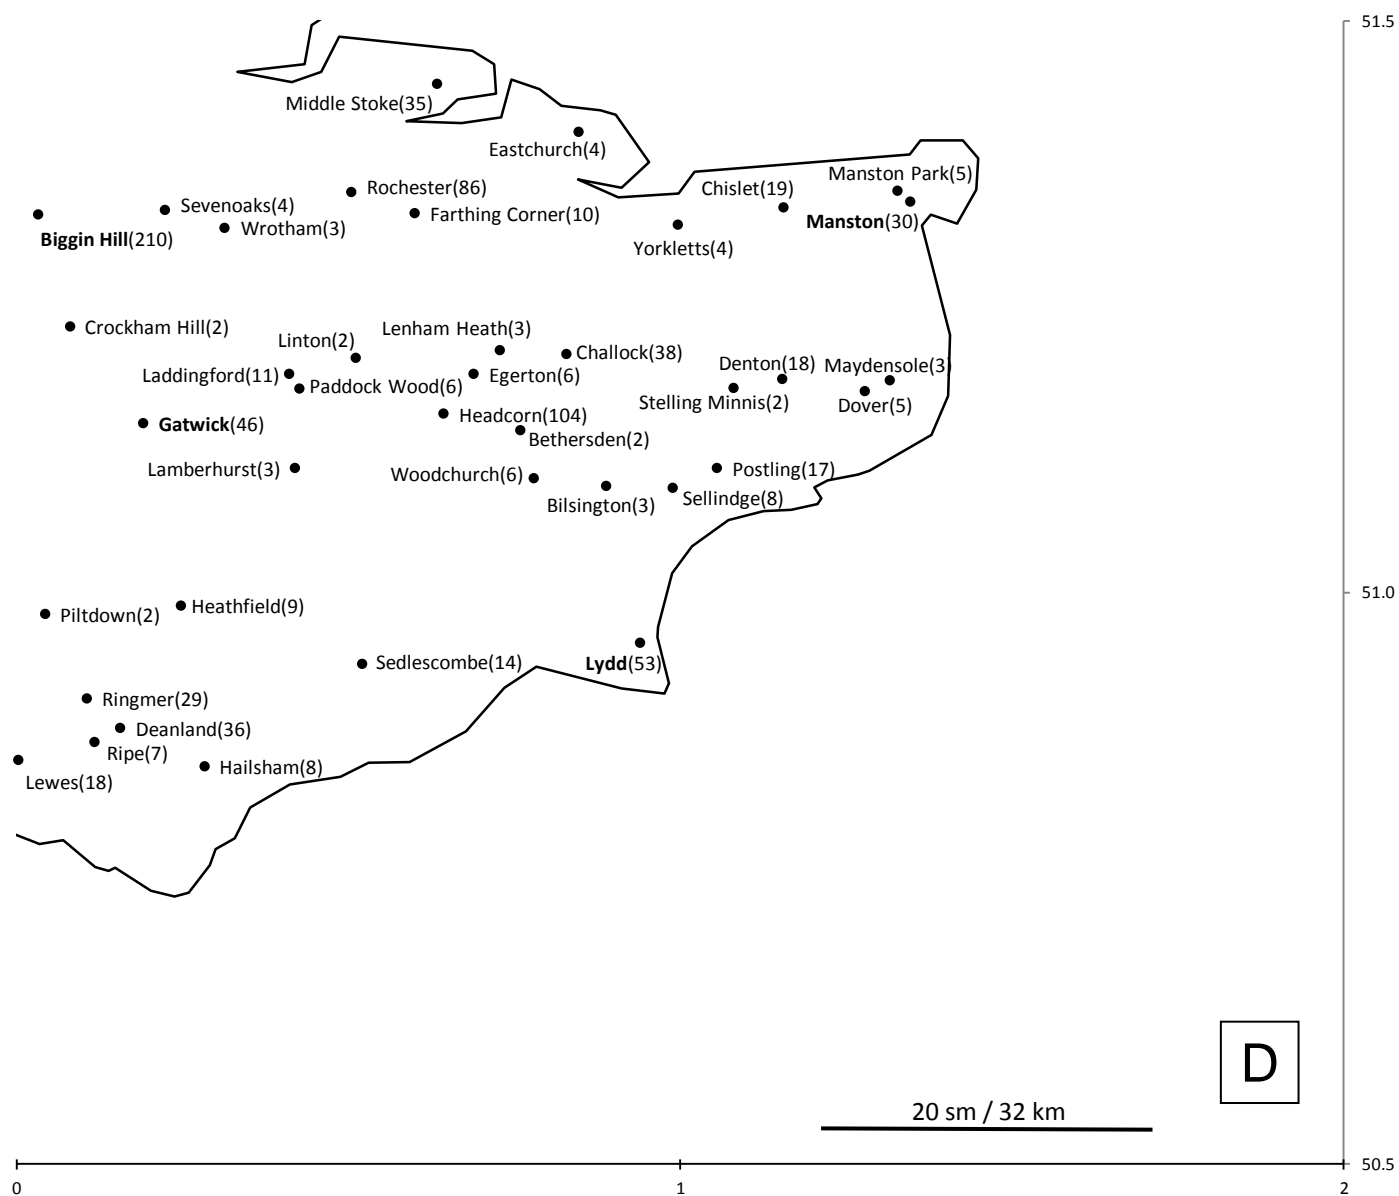 51.5
Middle Stoke(35)
Eastchurch(4)
Manston Park(5)
Rochester(86)
Chislet(19)
Sevenoaks(4)
Farthing Corner(10)
Manston(30)
Wrotham(3)
Biggin Hill(210)
Yorkletts(4)
Crockham Hill(2)
Lenham Heath(3)
Linton(2)
Challock(38)
Denton(18)
Maydensole(3)
Laddingford(11)
Egerton(6)
Paddock Wood(6)
Stelling Minnis(2)
Dover(5)
Headcorn(104)
Gatwick(46)
Bethersden(2)
Lamberhurst(3)
Postling(17)
Woodchurch(6)
Sellindge(8)
Bilsington(3)
51.0
Heathfield(9)
Piltdown(2)
Sedlescombe(14)
Lydd(53)
Ringmer(29)
Deanland(36)
Ripe(7)
Hailsham(8)
Lewes(18)
D
20 sm / 32 km
50.5
0
1
2